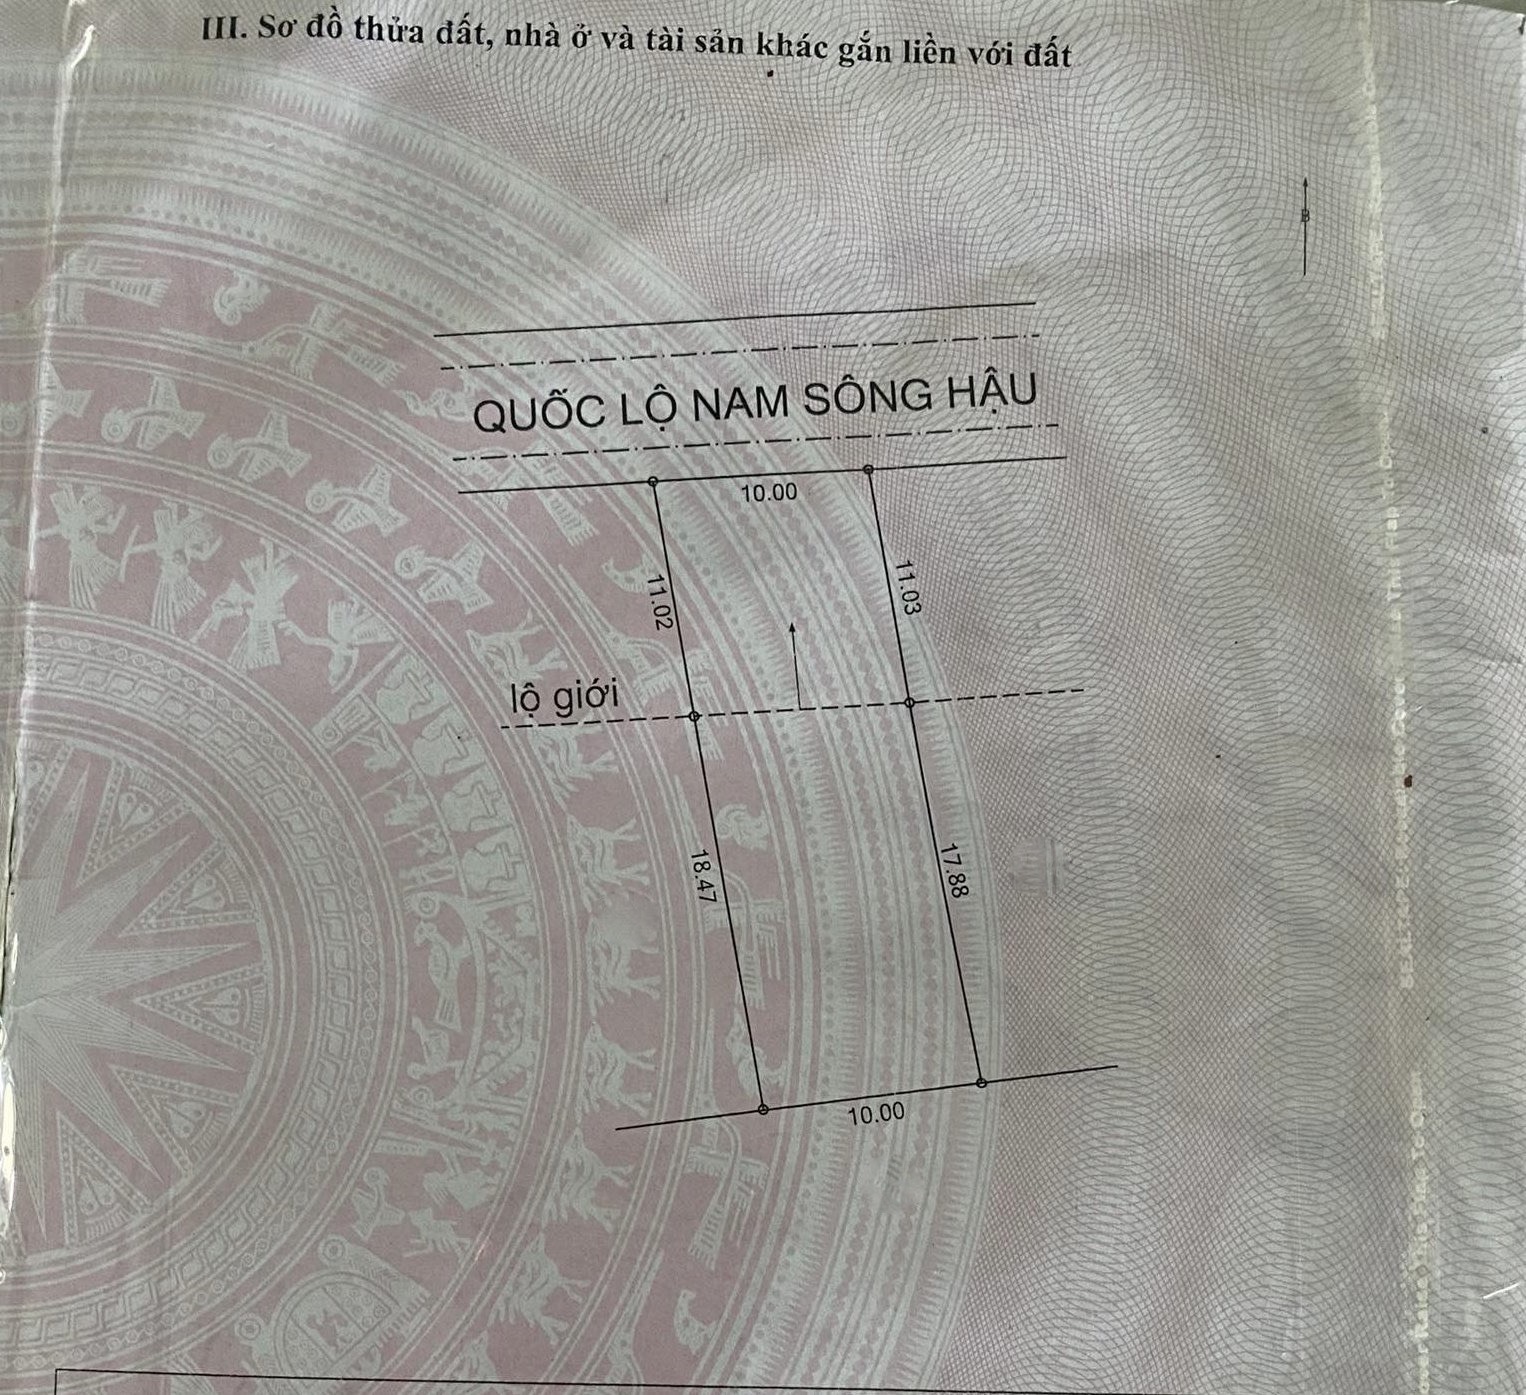 III. Sơ đồ thửa đất, nhà ở và tài sản khác gắn liền với đất
B
QUỐC LỘ NAM SÔNG HẬU
10.00
11.02
11.03
lộ giới
18.47
17.88
10.00